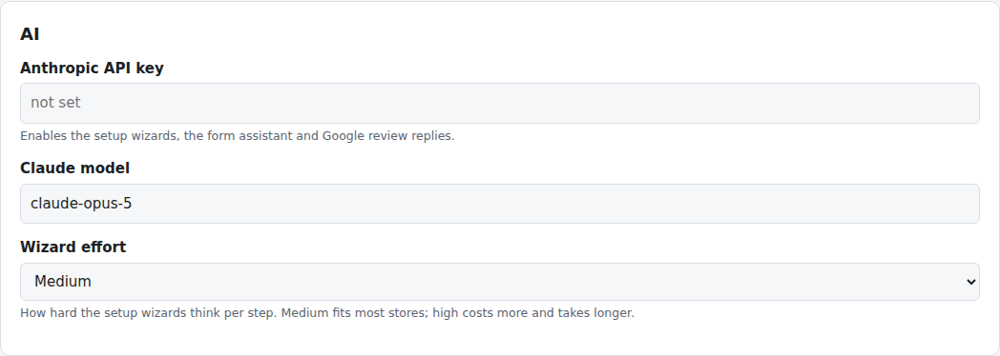 AI
Anthropic API key
not set
Enables the setup wizards, the form assistant and Google review replies.
Claude model
claude-opus-5
Wizard effort
Medium
How hard the setup wizards think per step. Medium fits most stores; high costs more and takes longer.